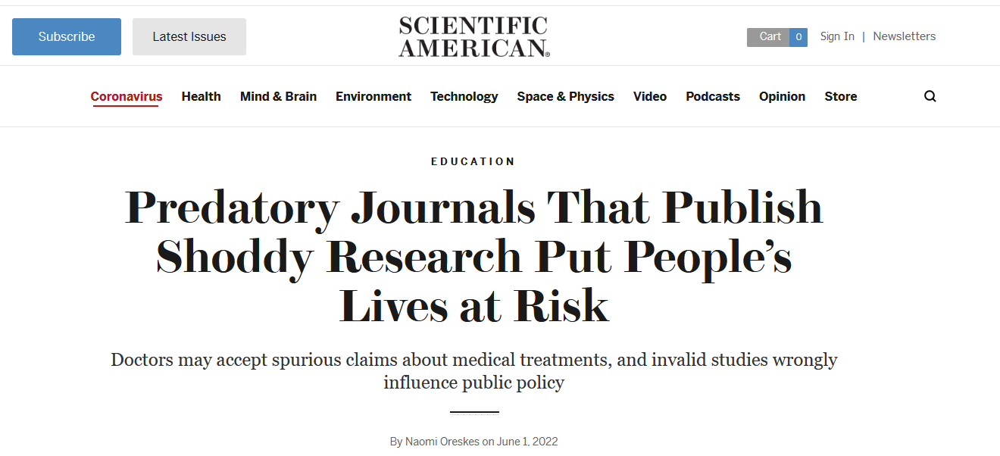 Subscribe
Latest Issues
SCIENTIFIC
AMERICAN®
Cart 0
Sign In | Newsletters
Coronavirus Health Mind & Brain Environment Technology Space & Physics Video Podcasts Opinion Store
EDUCATION
Predatory Journals That Publish
Shoddy Research Put People’s
Lives at Risk
Doctors may accept spurious claims about medical treatments, and invalid studies wrongly
influence public policy
By Naomi Oreskes on June 1, 2022